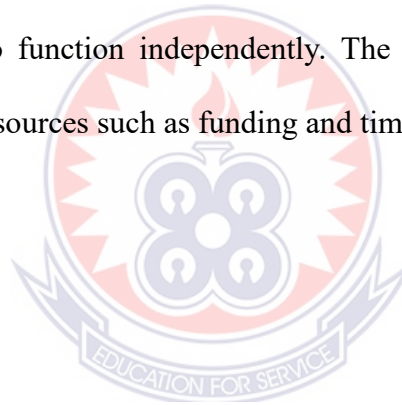 function independently. The
sources such as funding and tim
EDUCATION FOR SERVICE